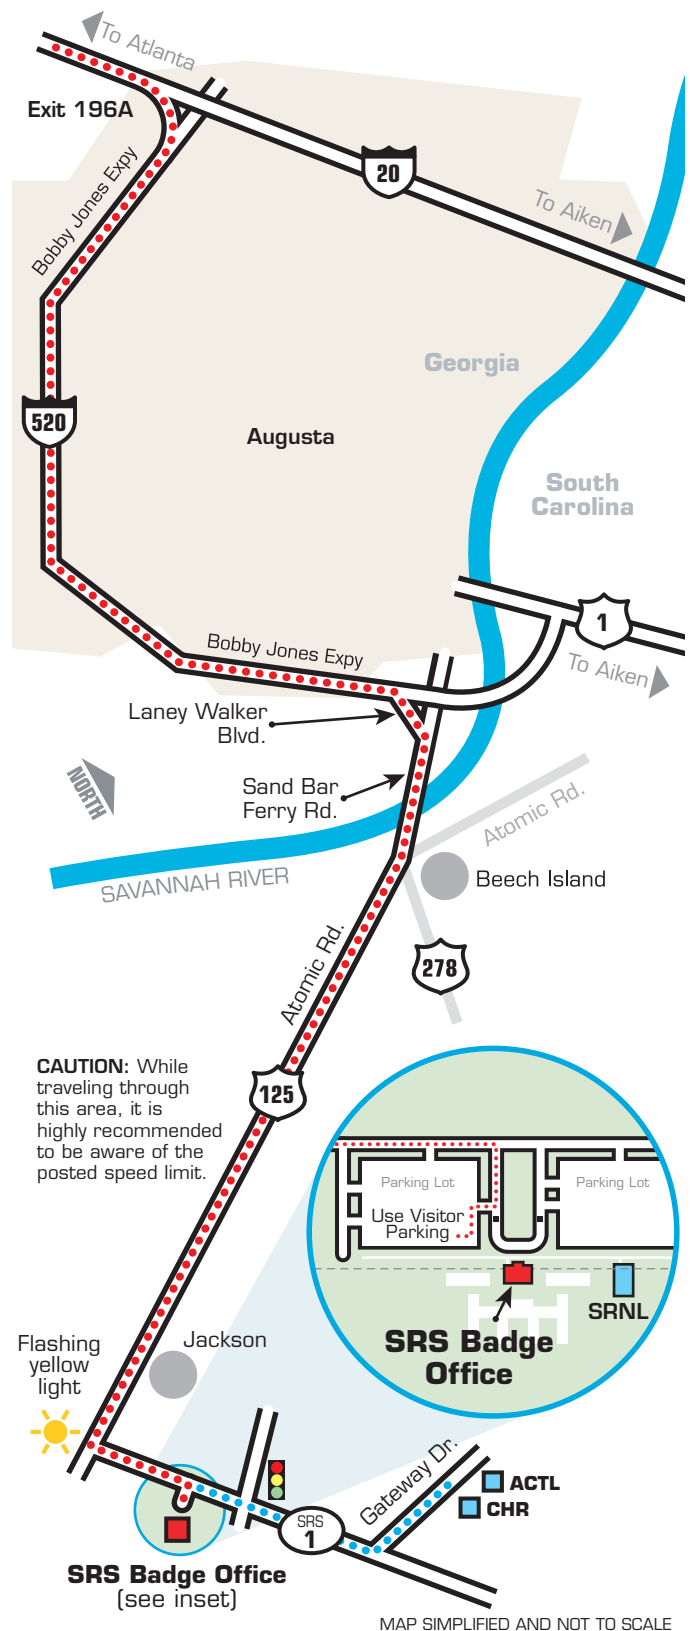 To Atlanta
Exit 196A
20
Bobby Jones Expy
To Aiken
Georgia
520
Augusta
South
Carolina
1
Bobby Jones Expy
To Aiken
Laney Walker
Blvd.
NORTH
Sand Bar
Ferry Rd.
Atomic Rd.
SAVANNAH RIVER
Beech Island
Atomic Rd.
278
CAUTION: While
traveling through
this area, it is
highly recommended
to be aware of the
posted speed limit.
125
Parking Lot
Parking Lot
Use Visitor
Parking
SRNL
SRS Badge
Office
Jackson
Flashing
yellow
light
Gateway Dr.
ACTL
CHR
SRS
1
SRS Badge Office
(see inset)
MAP SIMPLIFIED AND NOT TO SCALE